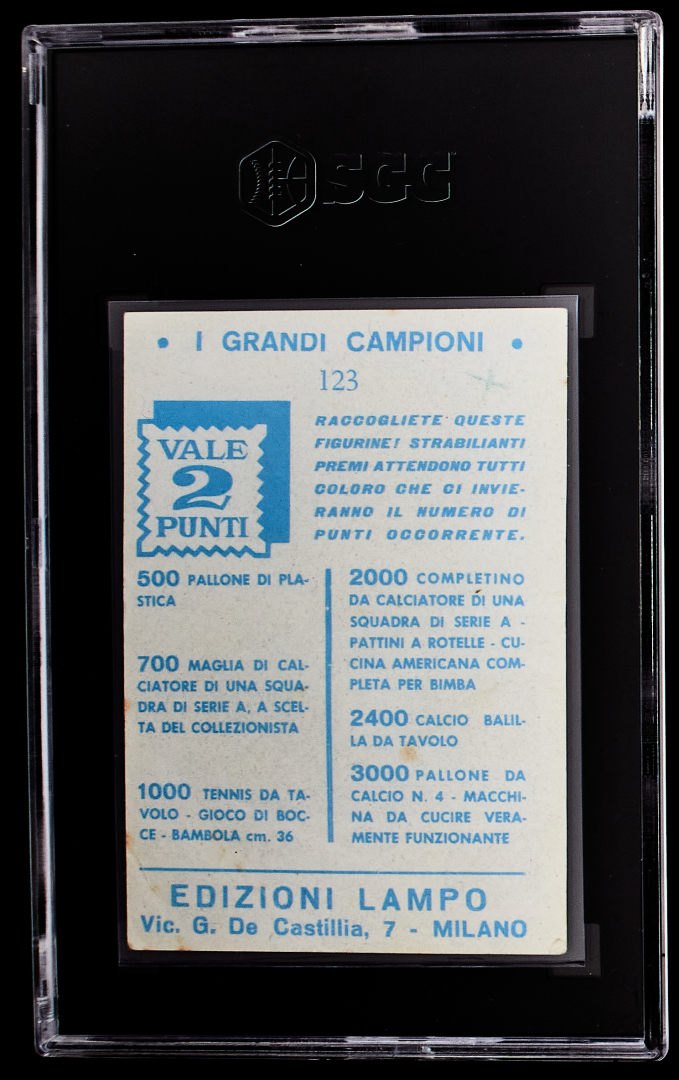 SGC
• I GRANDI CAMPIONI •
123
VALE
2
PUNTI
RACCOGLIETE QUESTE
FIGURINE! STRABILIANTI
PREMI ATTENDONO TUTTI
COLORO CHE CI INVIE-
RANNO IL NUMERO DI
PUNTI OCCORRENTE.
500 PALLONE DI PLA-
STICA
700 MAGLIA DI CAL-
CIATORE DI UNA SQUA-
DRA DI SERIE A, A SCEL-
TA DEL COLLEZIONISTA
1000 TENNIS DA TA-
VOLO - GIOCO DI BOC-
CE - BAMBOLA cm. 36
2000 COMPLETINO
DA CALCIATORE DI UNA
SQUADRA DI SERIE A -
PATTINI A ROTELLE - CU-
CINA AMERICANA COM-
PLETA PER BIMBA
2400 CALCIO BALIL-
LA DA TAVOLO
3000 PALLONE DA
CALCIO N. 4 - MACCHI-
NA DA CUCIRE VERA-
MENTE FUNZIONANTE
EDIZIONI LAMPO
Vic. G. De Castillia, 7 - MILANO